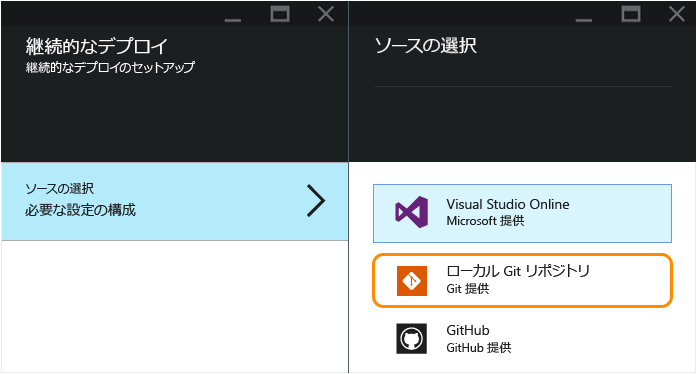 継続的なデプロイ
継続的なデプロイのセットアップ
ソースの選択
必要な設定の構成
ソースの選択
Visual Studio Online
Microsoft 提供
ローカル Git リポジトリ
Git 提供
GitHub
GitHub 提供